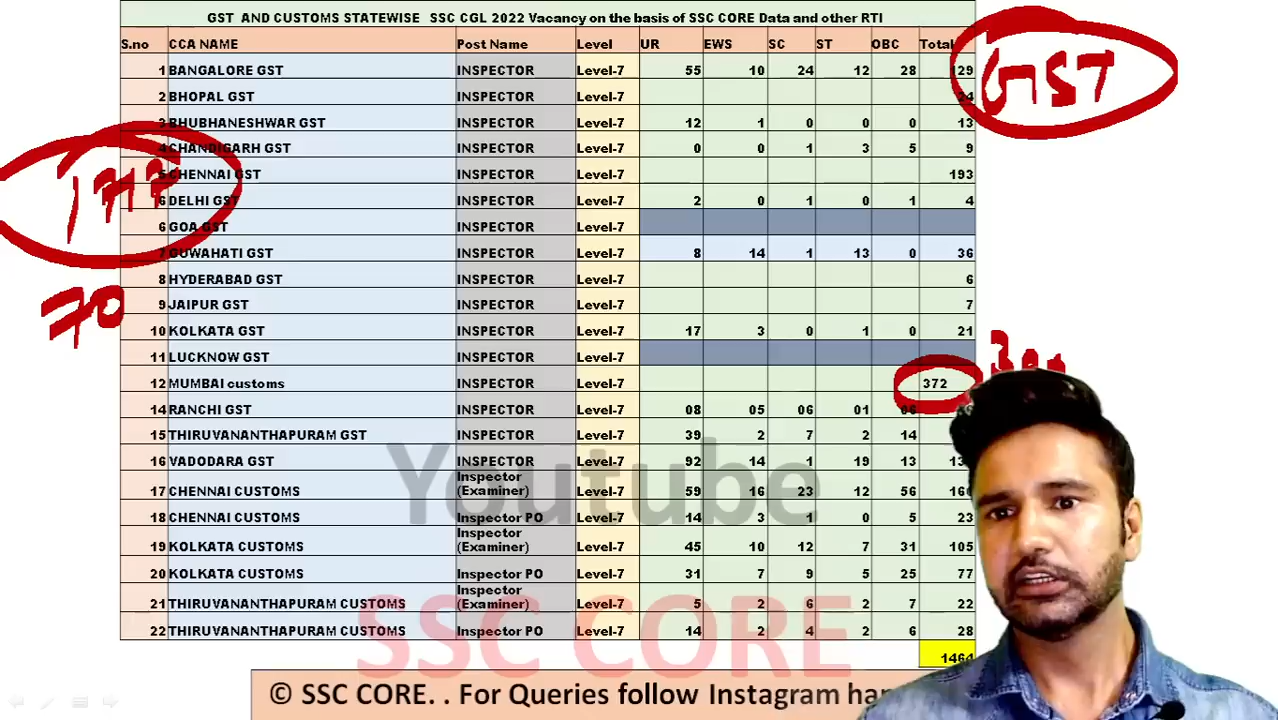 GST AND CUSTOMS STATEWISE SSC CGL 2022 Vacancy on the basis of SSC CORE Data and other RTI
S.no CCA NAME Post Name Level UR EWS SC ST OBC Total
1 BANGALORE GST INSPECTOR Level-7 55 10 24 12 28 129
2 BHOPAL GST INSPECTOR Level-7
3 BHUBHANESHWAR GST INSPECTOR Level-7 12 1 0 0 0 13
4 CHANDIGARH GST INSPECTOR Level-7 0 0 1 3 5 9
5 CHENNAI GST INSPECTOR Level-7 193
6 DELHI GST INSPECTOR Level-7 2 0 1 0 1 4
6 GOA GST INSPECTOR Level-7
7 GUWAHATI GST INSPECTOR Level-7 8 14 1 13 0 36
8 HYDERABAD GST INSPECTOR Level-7 6
9 JAIPUR GST INSPECTOR Level-7 7
10 KOLKATA GST INSPECTOR Level-7 17 3 0 1 0 21
11 LUCKNOW GST INSPECTOR Level-7
12 MUMBAI customs INSPECTOR Level-7 372
14 RANCHI GST INSPECTOR Level-7 08 05 06 01 06
15 THIRUVANANTHAPURAM GST INSPECTOR Level-7 39 2 7 2 14
16 VADODARA GST INSPECTOR Level-7 92 14 1 19 13
17 CHENNAI CUSTOMS Inspector (Examiner) Level-7 59 16 23 12 56
18 CHENNAI CUSTOMS Inspector PO Level-7 14 3 1 0 5 23
19 KOLKATA CUSTOMS Inspector (Examiner) Level-7 45 10 12 7 31 105
20 KOLKATA CUSTOMS Inspector PO Level-7 31 7 9 5 25 77
21 THIRUVANANTHAPURAM CUSTOMS Inspector (Examiner) Level-7 5 2 6 2 7 22
22 THIRUVANANTHAPURAM CUSTOMS Inspector PO Level-7 14 2 4 2 6 28
1464
GST
70
Youtube
SSC CORE
© SSC CORE. . For Queries follow Instagram